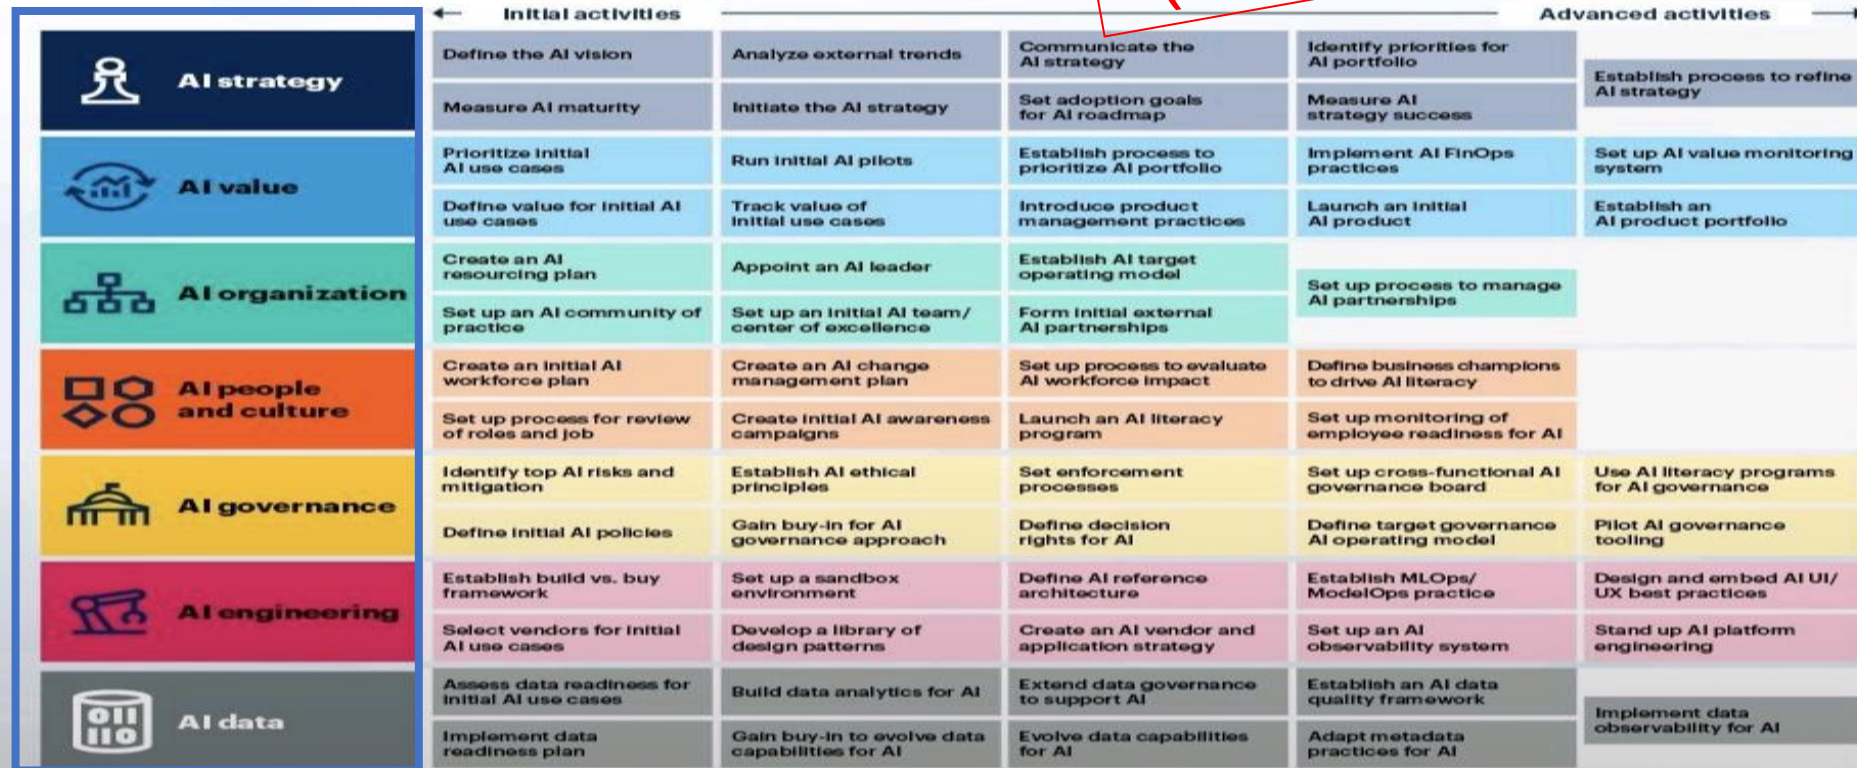 Initial activities
Advanced activities
AI strategy
Define the AI vision
Analyze external trends
Communicate the
AI strategy
Identify priorities for
AI portfolio
Establish process to refine
AI strategy
Measure AI maturity
Initiate the AI strategy
Set adoption goals
for AI roadmap
Measure AI
strategy success
AI value
Prioritize initial
AI use cases
Run initial AI pilots
Establish process to
prioritize AI portfolio
Implement AI FinOps
practices
Set up AI value monitoring
system
Define value for initial AI
use cases
Track value of
initial use cases
Introduce product
management practices
Launch an initial
AI product
Establish an
AI product portfolio
AI organization
Create an AI
resourcing plan
Appoint an AI leader
Establish AI target
operating model
Set up process to manage
AI partnerships
Set up an AI community of
practice
Set up an initial AI team/
center of excellence
Form initial external
AI partnerships
AI people
and culture
Create an initial AI
workforce plan
Create an AI change
management plan
Set up process to evaluate
AI workforce impact
Define business champions
to drive AI literacy
Set up process for review
of roles and job
Create initial AI awareness
campaigns
Launch an AI literacy
program
Set up monitoring of
employee readiness for AI
AI governance
Identify top AI risks and
mitigation
Establish AI ethical
principles
Set enforcement
processes
Set up cross-functional AI
governance board
Use AI literacy programs
for AI governance
Define initial AI policies
Gain buy-in for AI
governance approach
Define decision
rights for AI
Define target governance
AI operating model
Pilot AI governance
tooling
AI engineering
Establish build vs. buy
framework
Set up a sandbox
environment
Define AI reference
architecture
Establish MLOps/
ModelOps practice
Design and embed AI UI/
UX best practices
Select vendors for initial
AI use cases
Develop a library of
design patterns
Create an AI vendor and
application strategy
Set up an AI
observability system
Stand up AI platform
engineering
AI data
Assess data readiness for
initial AI use cases
Build data analytics for AI
Extend data governance
to support AI
Establish an AI data
quality framework
Implement data
observability for AI
Implement data
readiness plan
Gain buy-in to evolve data
capabilities for AI
Evolve data capabilities
for AI
Adapt metadata
practices for AI